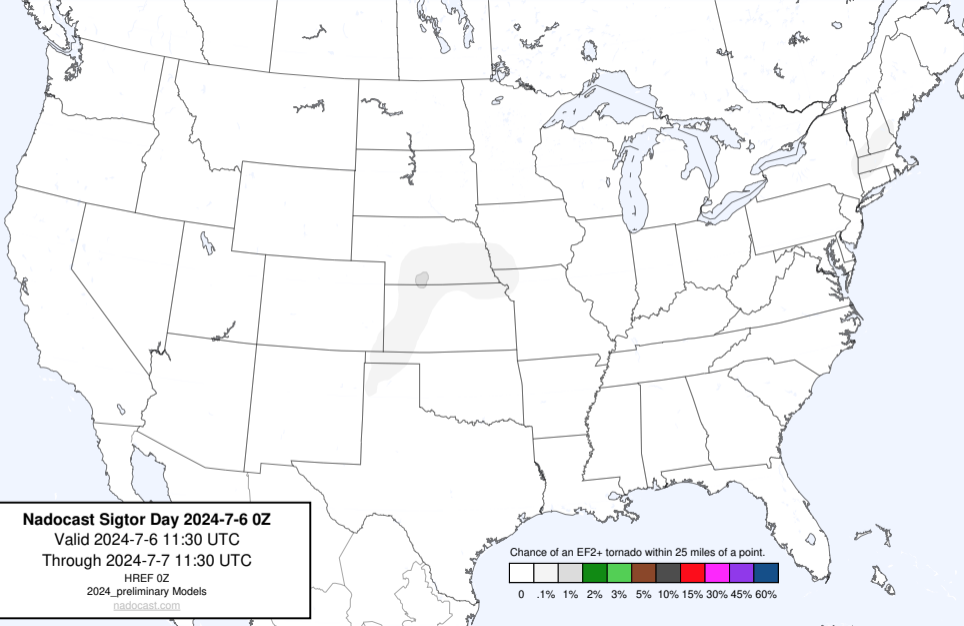 Nadocast Sigtor Day 2024-7-6 0Z
Valid 2024-7-6 11:30 UTC
Through 2024-7-7 11:30 UTC
HREF 0Z
2024_preliminary Models
nadocast.com
Chance of an EF2+ tornado within 25 miles of a point.
0 .1% 1% 2% 3% 5% 10% 15% 30% 45% 60%